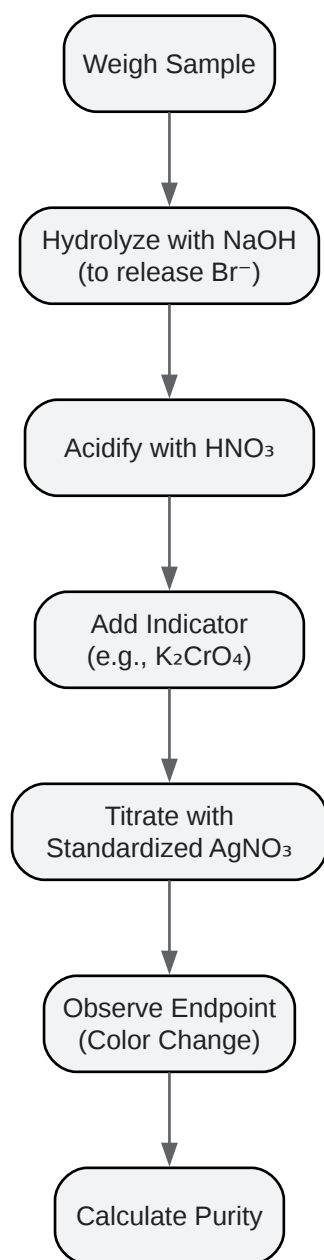 Weigh Sample
Hydrolyze with NaOH
(to release Br⁻)
Acidify with HNO₃
Add Indicator
(e.g., K₂CrO₄)
Titrate with
Standardized AgNO₃
Observe Endpoint
(Color Change)
Calculate Purity